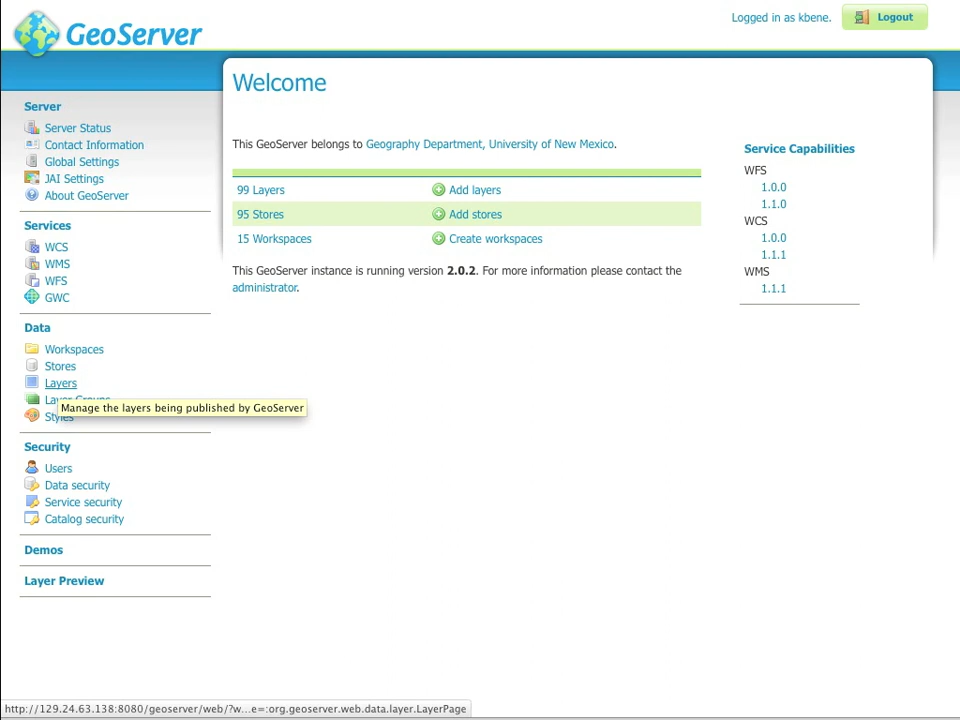 GeoServer
Logged in as kbene.
Logout
Server
Server Status
Contact Information
Global Settings
JAI Settings
About GeoServer
Services
WCS
WMS
WFS
GWC
Data
Workspaces
Stores
Layers
Layer Groups
Manage the layers being published by GeoServer
Styles
Security
Users
Data security
Service security
Catalog security
Demos
Layer Preview
Welcome
This GeoServer belongs to Geography Department, University of New Mexico.
99 Layers Add layers
95 Stores Add stores
15 Workspaces Create workspaces
This GeoServer instance is running version 2.0.2. For more information please contact the
administrator.
Service Capabilities
WFS
1.0.0
1.1.0
WCS
1.0.0
1.1.1
WMS
1.1.1
http://129.24.63.138:8080/geoserver/web/?w...e=:org.geoserver.web.data.layer.LayerPage